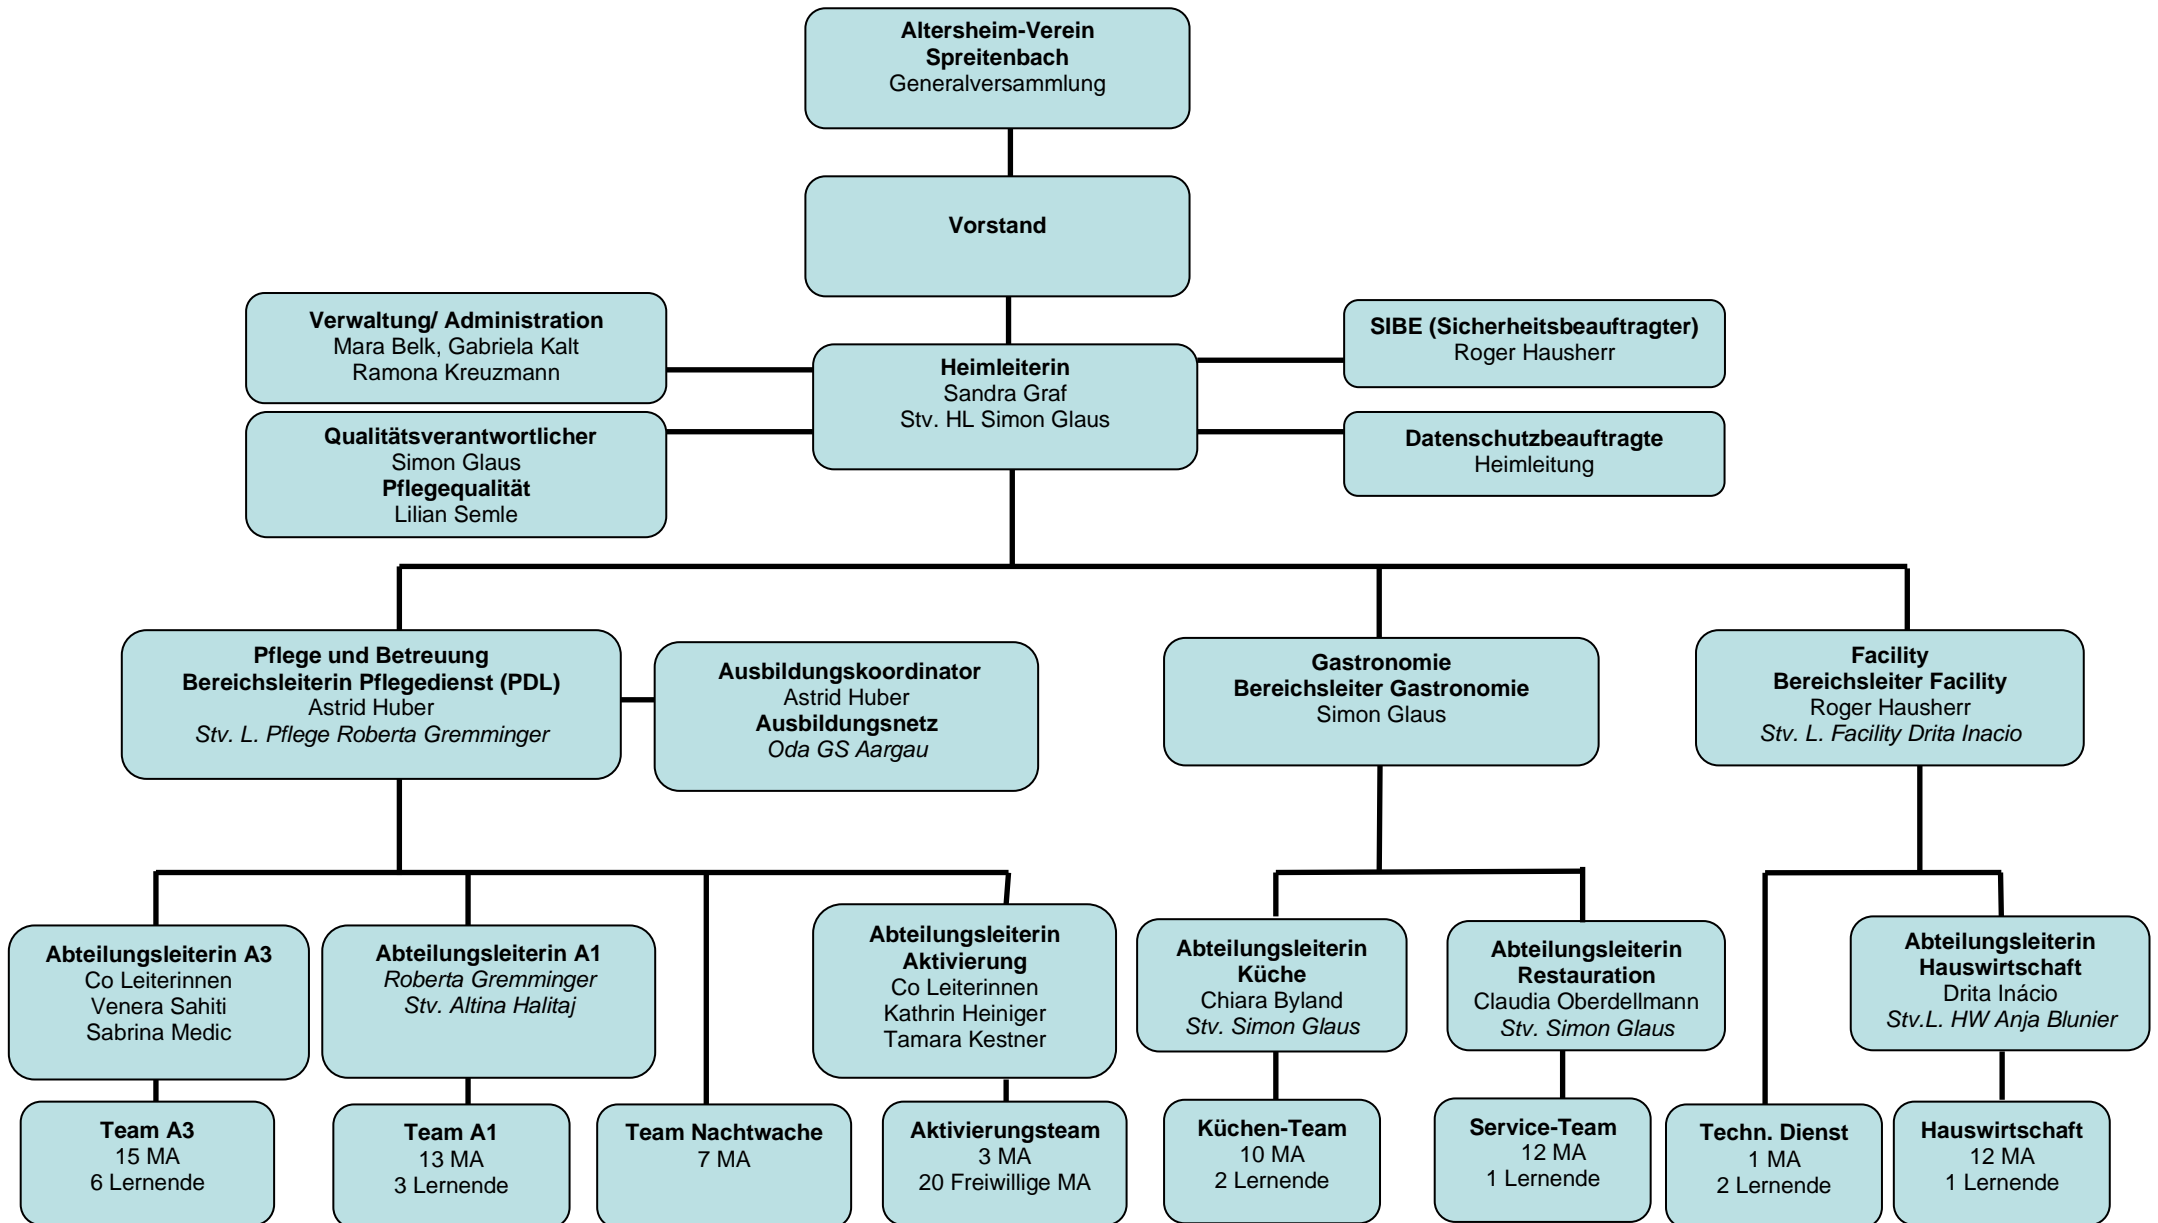 Altersheim-Verein
Spreitenbach
Generalversammlung
Vorstand
Verwaltung/ Administration
Mara Belk, Gabriela Kalt
Ramona Kreuzmann
SIBE (Sicherheitsbeauftragter)
Roger Hausherr
Heimleiterin
Sandra Graf
Stv. HL Simon Glaus
Qualitätsverantwortlicher
Simon Glaus
Pflegequalität
Lilian Semle
Datenschutzbeauftragte
Heimleitung
Pflege und Betreuung
Bereichsleiterin Pflegedienst (PDL)
Astrid Huber
Stv. L. Pflege Roberta Gremminger
Ausbildungskoordinator
Astrid Huber
Ausbildungsnetz
Oda GS Aargau
Gastronomie
Bereichsleiter Gastronomie
Simon Glaus
Facility
Bereichsleiter Facility
Roger Hausherr
Stv. L. Facility Drita Inacio
Abteilungsleiterin A3
Co Leiterinnen
Venera Sahiti
Sabrina Medic
Abteilungsleiterin A1
Roberta Gremminger
Stv. Altina Halitaj
Abteilungsleiterin
Aktivierung
Co Leiterinnen
Kathrin Heiniger
Tamara Kestner
Abteilungsleiterin
Küche
Chiara Byland
Stv. Simon Glaus
Abteilungsleiterin
Restauration
Claudia Oberdellmann
Stv. Simon Glaus
Abteilungsleiterin
Hauswirtschaft
Drita Inácio
Stv.L. HW Anja Blunier
Team A3
15 MA
6 Lernende
Team A1
13 MA
3 Lernende
Team Nachtwache
7 MA
Aktivierungsteam
3 MA
20 Freiwillige MA
Küchen-Team
10 MA
2 Lernende
Service-Team
12 MA
1 Lernende
Techn. Dienst
1 MA
2 Lernende
Hauswirtschaft
12 MA
1 Lernende